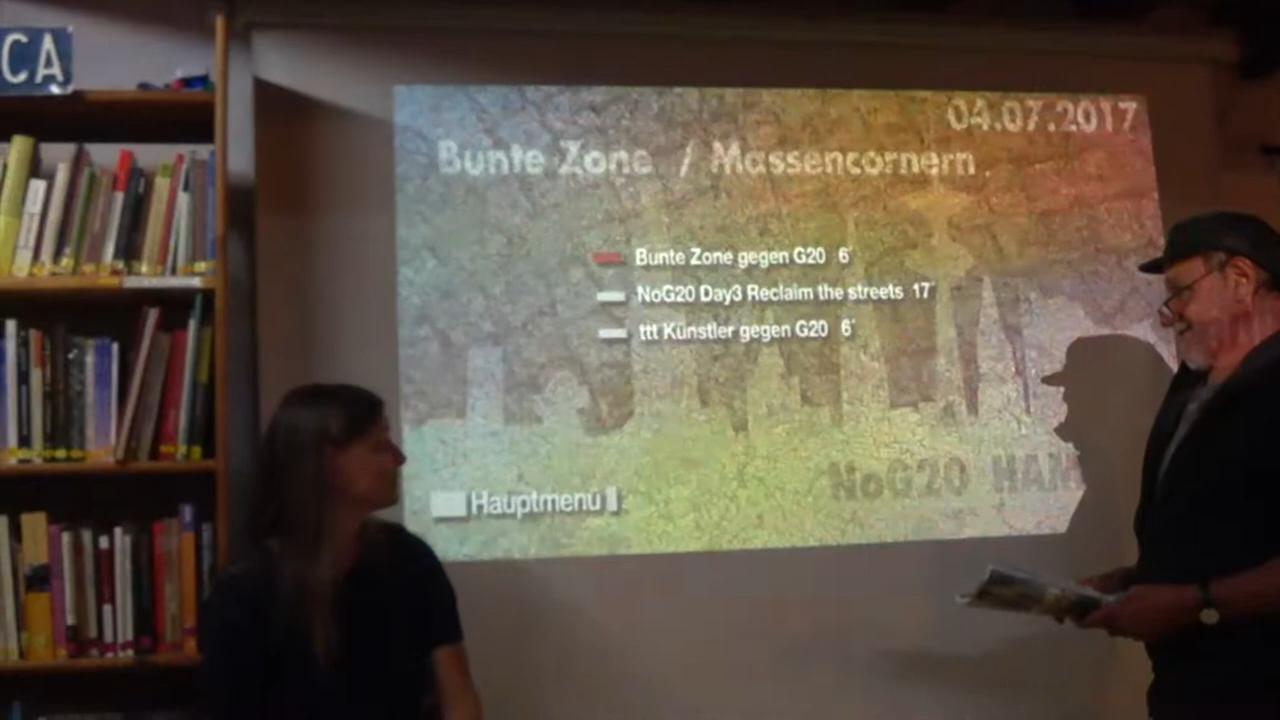 CA
04.07.2017
Bunte Zone / Massencornern
Bunte Zone gegen G20 6'
NoG20 Day3 Reclaim the streets 17'
ttt Künstler gegen G20 6'
NoG20 HAM
Hauptmenü